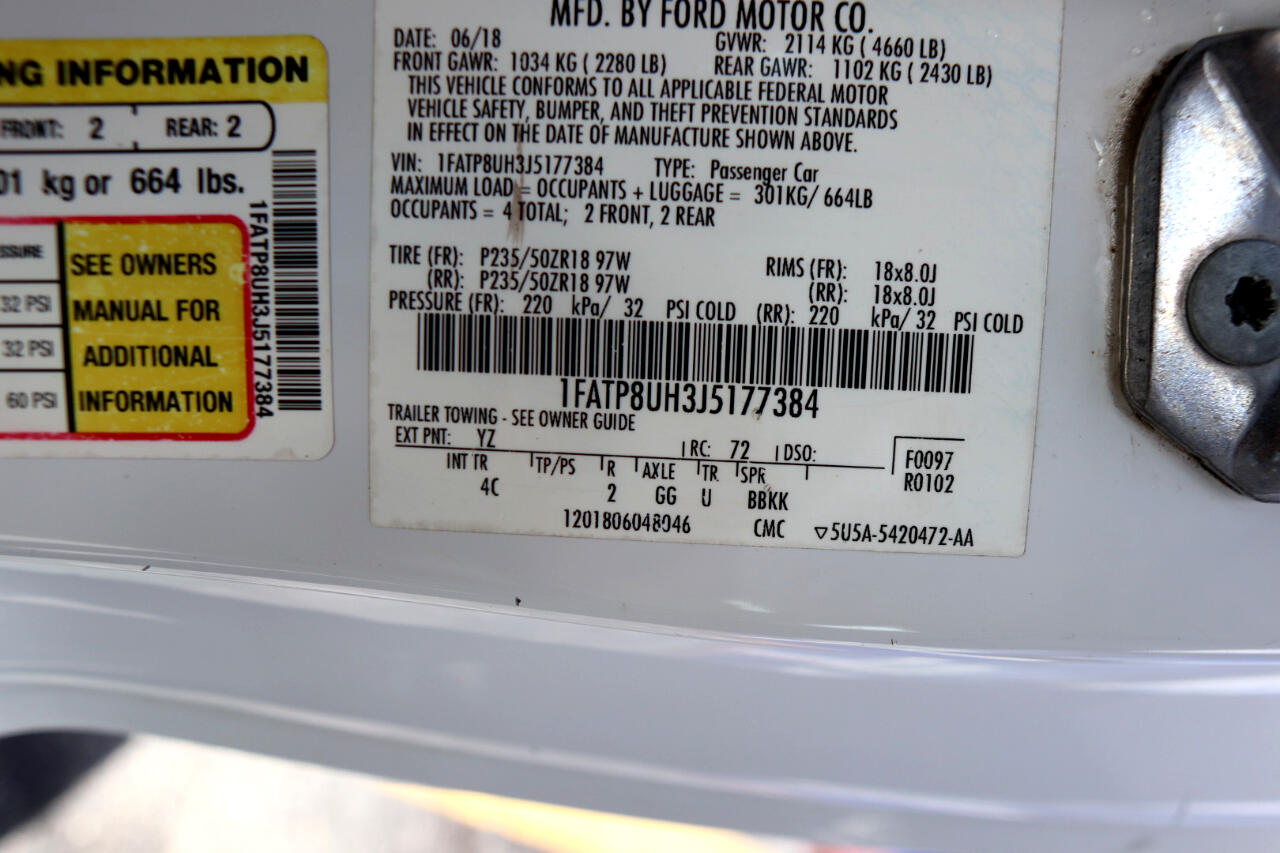 NG INFORMATION
FRONT: 2 REAR: 2
01 kg or 664 lbs.
SSURE
32 PSI
32 PSI
60 PSI
SEE OWNERS
MANUAL FOR
ADDITIONAL
INFORMATION
1FATP8UH3J5177384
MFD. BY FORD MOTOR CO.
DATE: 06/18 GVWR: 2114 KG ( 4660 LB)
FRONT GAWR: 1034 KG ( 2280 LB) REAR GAWR: 1102 KG ( 2430 LB)
THIS VEHICLE CONFORMS TO ALL APPLICABLE FEDERAL MOTOR
VEHICLE SAFETY, BUMPER, AND THEFT PREVENTION STANDARDS
IN EFFECT ON THE DATE OF MANUFACTURE SHOWN ABOVE.
VIN: 1FATP8UH3J5177384 TYPE: Passenger Car
MAXIMUM LOAD = OCCUPANTS + LUGGAGE = 301KG/ 664LB
OCCUPANTS = 4 TOTAL; 2 FRONT, 2 REAR
TIRE (FR): P235/50ZR18 97W RIMS (FR): 18x8.0J
(RR): P235/50ZR18 97W (RR): 18x8.0J
PRESSURE (FR): 220 kPa/ 32 PSI COLD (RR): 220 kPa/ 32 PSI COLD
1FATP8UH3J5177384
TRAILER TOWING - SEE OWNER GUIDE
EXT PNT: YZ RC: 72 DSO:
INT TR TP/PS R AXLE TR SPR
4C 2 GG U BBKK
F0097
R0102
1201806048046 CMC ▽5U5A-5420472-AA